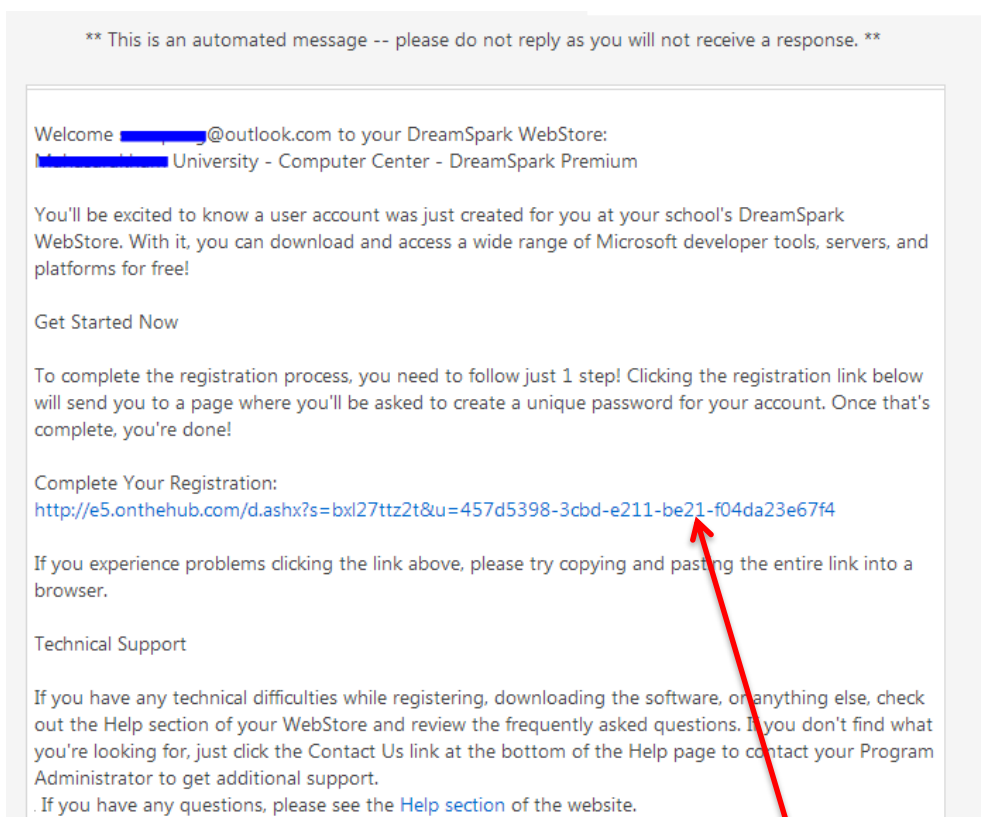 ** This is an automated message -- please do not reply as you will not receive a response. **
Welcome @outlook.com to your DreamSpark WebStore:
University - Computer Center - DreamSpark Premium
You'll be excited to know a user account was just created for you at your school's DreamSpark
WebStore. With it, you can download and access a wide range of Microsoft developer tools, servers, and
platforms for free!
Get Started Now
To complete the registration process, you need to follow just 1 step! Clicking the registration link below
will send you to a page where you'll be asked to create a unique password for your account. Once that's
complete, you're done!
Complete Your Registration:
http://e5.onthehub.com/d.ashx?s=bxl27ttz2t&u=457d5398-3cbd-e211-be21-f04da23e67f4
If you experience problems clicking the link above, please try copying and pasting the entire link into a
browser.
Technical Support
If you have any technical difficulties while registering, downloading the software, or anything else, check
out the Help section of your WebStore and review the frequently asked questions. If you don't find what
you're looking for, just click the Contact Us link at the bottom of the Help page to contact your Program
Administrator to get additional support.
. If you have any questions, please see the Help section of the website.